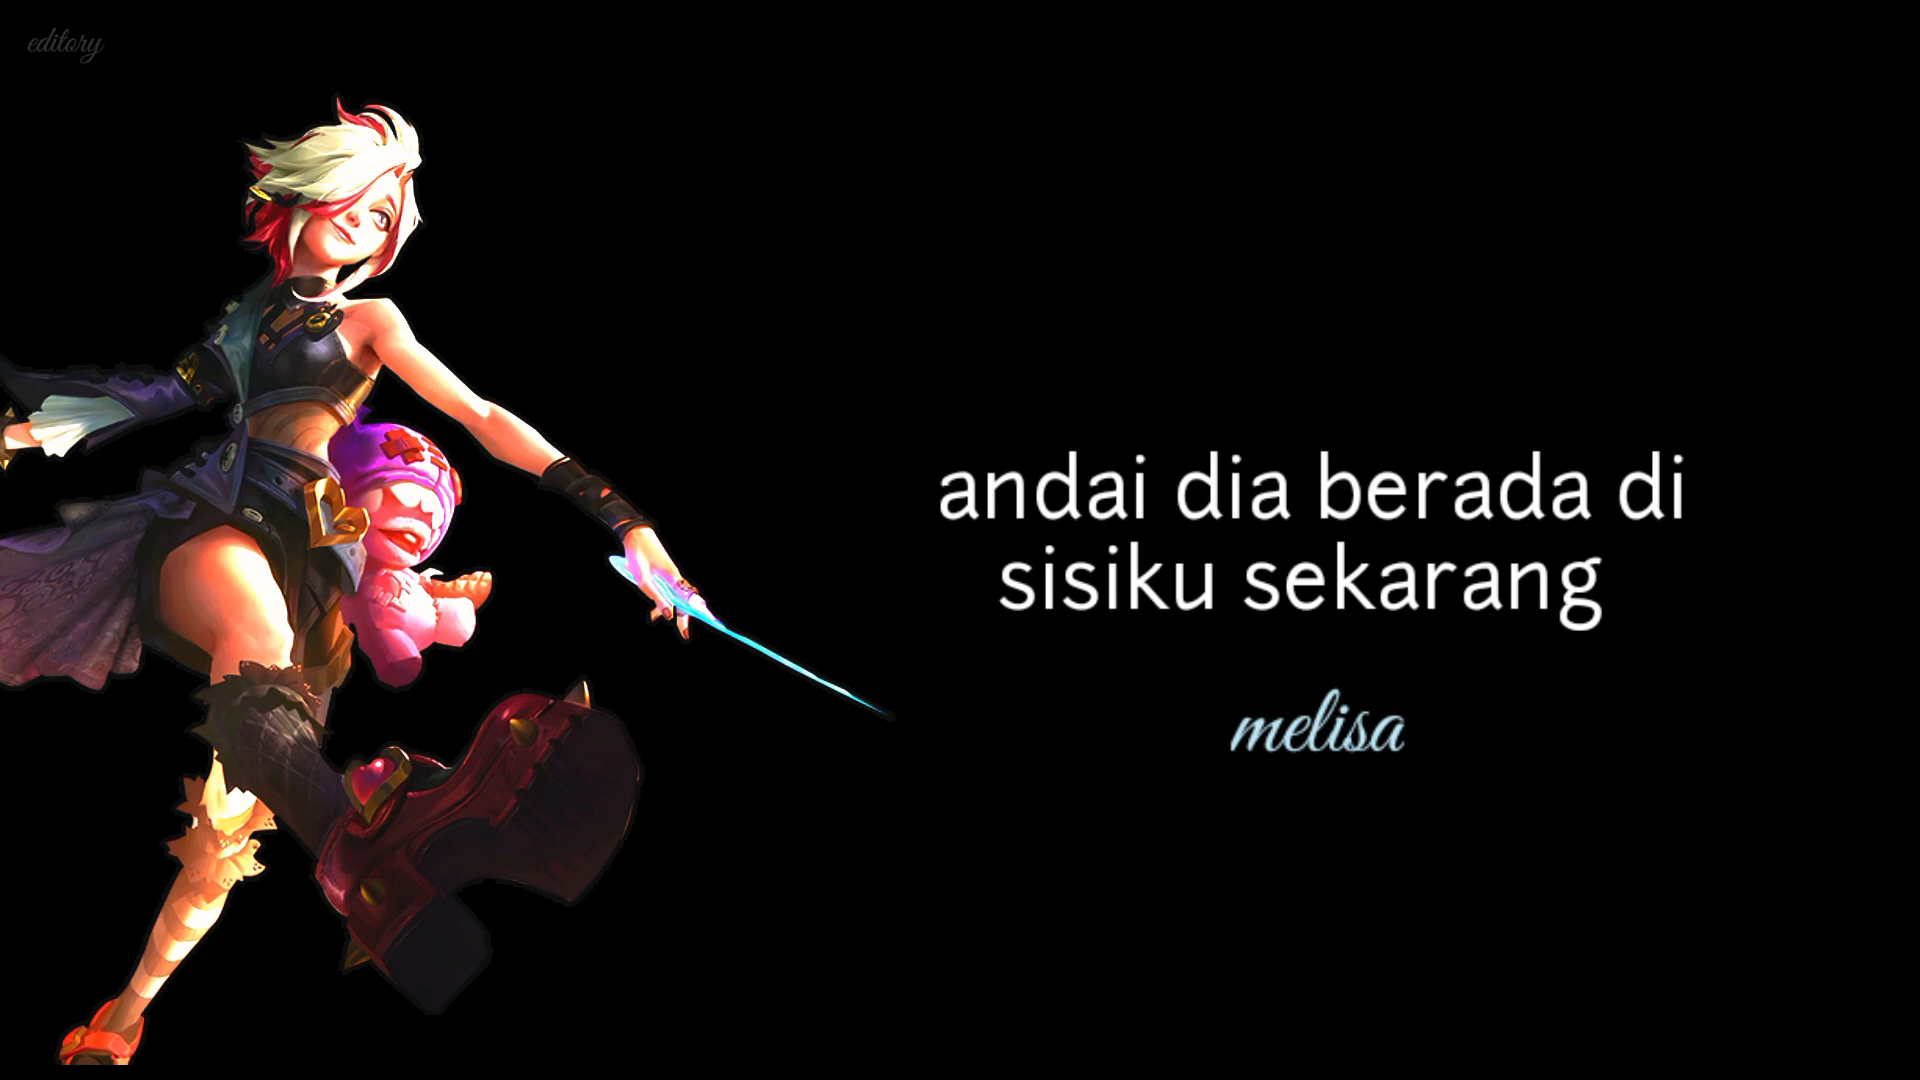 editory
andai dia berada di
sisiku sekarang
melisa